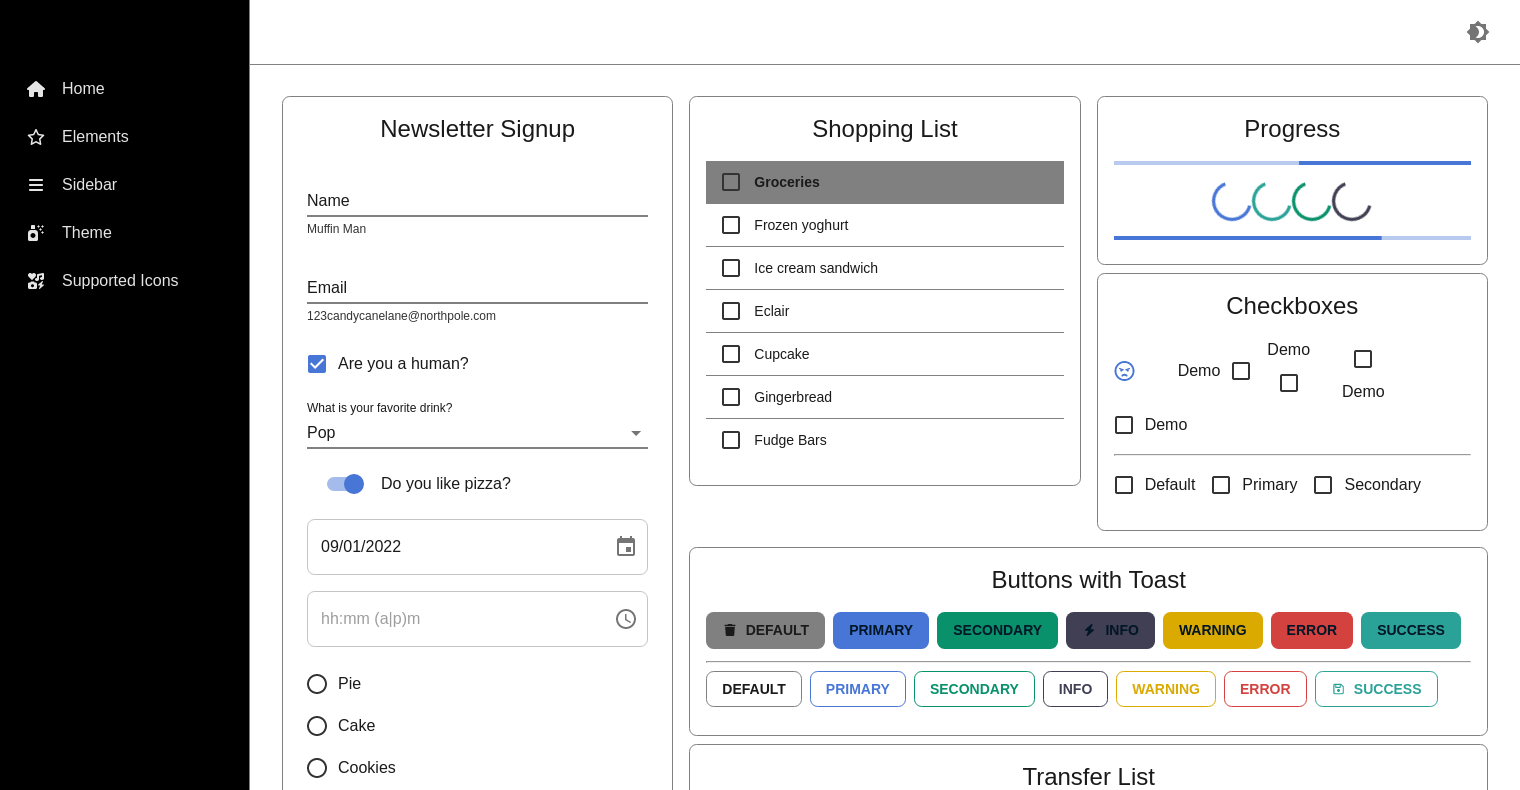 Home
Elements
Sidebar
Theme
Supported Icons
Newsletter Signup
Name
Muffin Man
Email
123candycanelane@northpole.com
Are you a human?
What is your favorite drink?
Pop
Do you like pizza?
09/01/2022
hh:mm (a|p)m
Pie
Cake
Cookies
Shopping List
Groceries
Frozen yoghurt
Ice cream sandwich
Eclair
Cupcake
Gingerbread
Fudge Bars
Progress
Checkboxes
Demo
Demo
Demo
Demo
Default Primary Secondary
Buttons with Toast
DEFAULT PRIMARY SECONDARY INFO WARNING ERROR SUCCESS
DEFAULT PRIMARY SECONDARY INFO WARNING ERROR SUCCESS
Transfer List